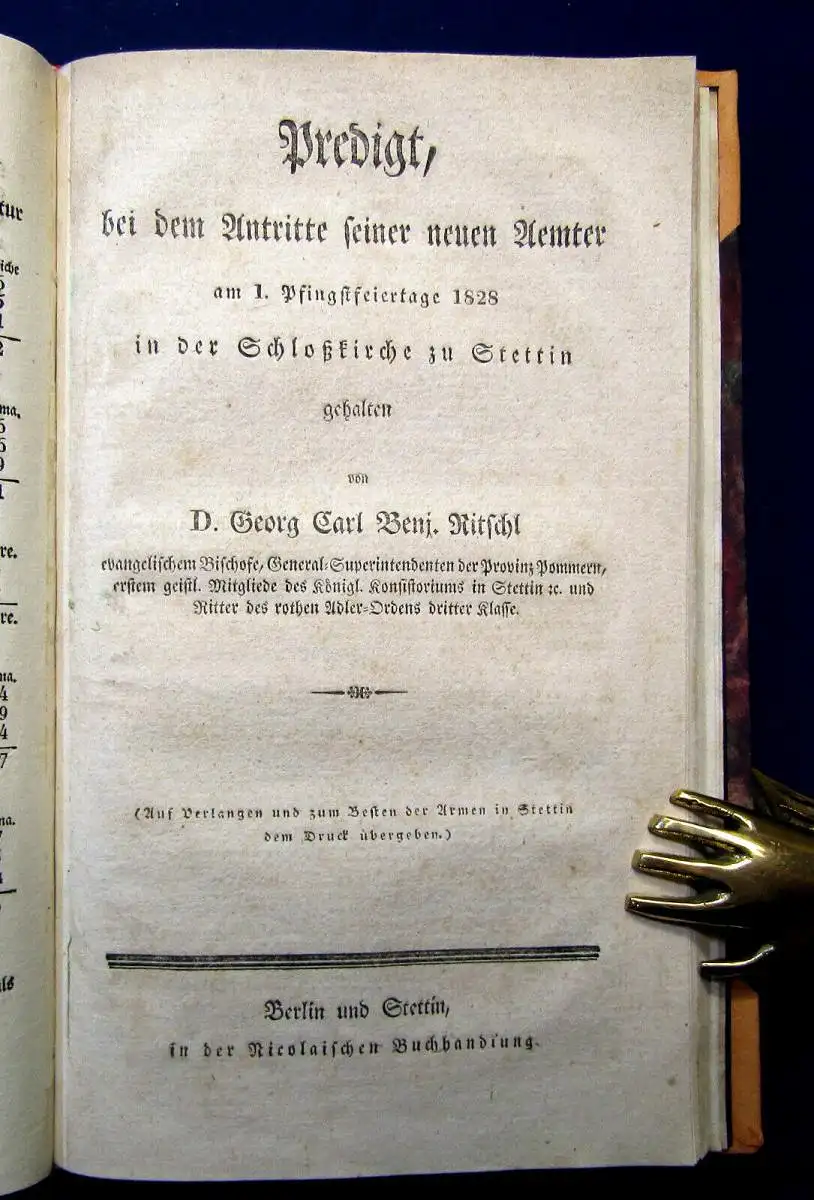 Predigt,
bei dem Antritte seiner neuen Aemter
am 1. Pfingstfeiertage 1828
in der Schloßkirche zu Stettin
gehalten
von
D. Georg Carl Benj. Ritschl
evangelischem Bischofe, General-Superintendenten der Provinz Pommern,
erstem geistl. Mitgliede des Königl. Konsistoriums in Stettin ꝛc. und
Ritter des rothen Adler-Ordens dritter Klasse.
(Auf Verlangen und zum Besten der Armen in Stettin
dem Druck übergeben.)
Berlin und Stettin,
in der Nicolaischen Buchhandlung.